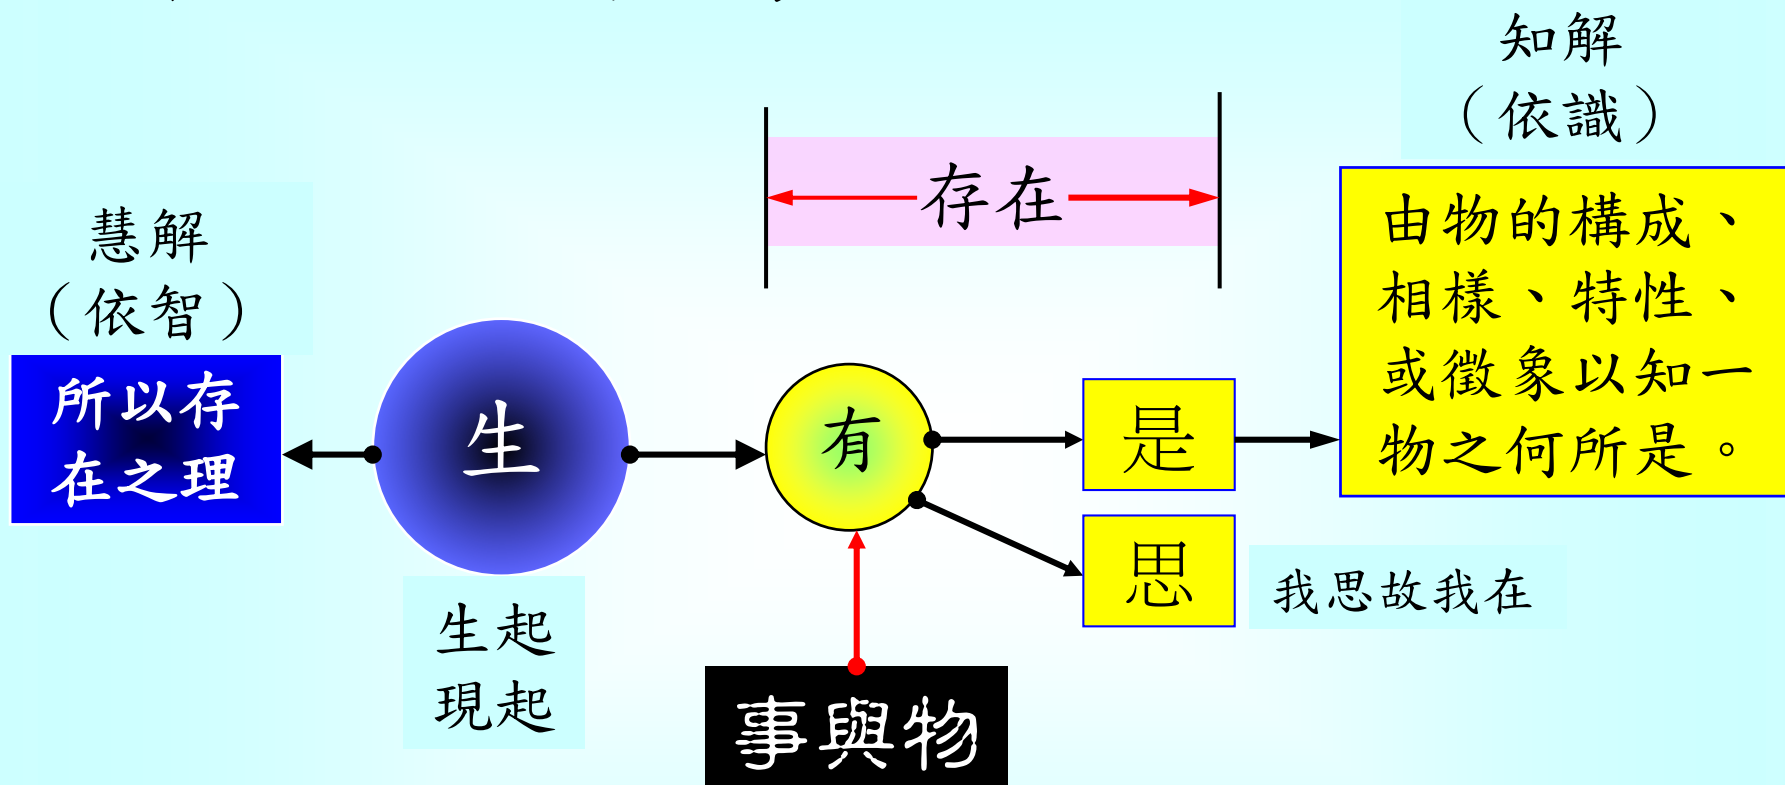 知解
（依識）
存在
慧解
（依智）
由物的構成、
相樣、特性、
或徵象以知一
物之何所是。
所以存
在之理
生
有
是
思
我思故我在
生起
現起
事與物